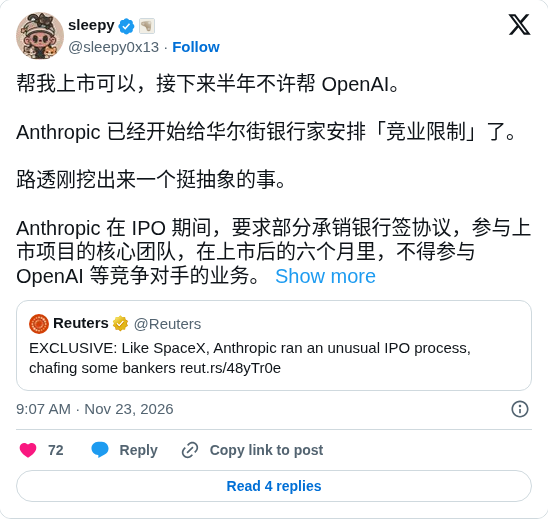 sleepy
@sleepy0x13 · Follow
帮我上市可以，接下来半年不许帮 OpenAI。
Anthropic 已经开始给华尔街银行家安排「竞业限制」了。
路透刚挖出来一个挺抽象的事。
Anthropic 在 IPO 期间，要求部分承销银行签协议，参与上
市项目的核心团队，在上市后的六个月里，不得参与
OpenAI 等竞争对手的业务。 Show more
Reuters @Reuters
EXCLUSIVE: Like SpaceX, Anthropic ran an unusual IPO process,
chafing some bankers reut.rs/48yTr0e
9:07 AM · Nov 23, 2026
72 Reply Copy link to post
Read 4 replies